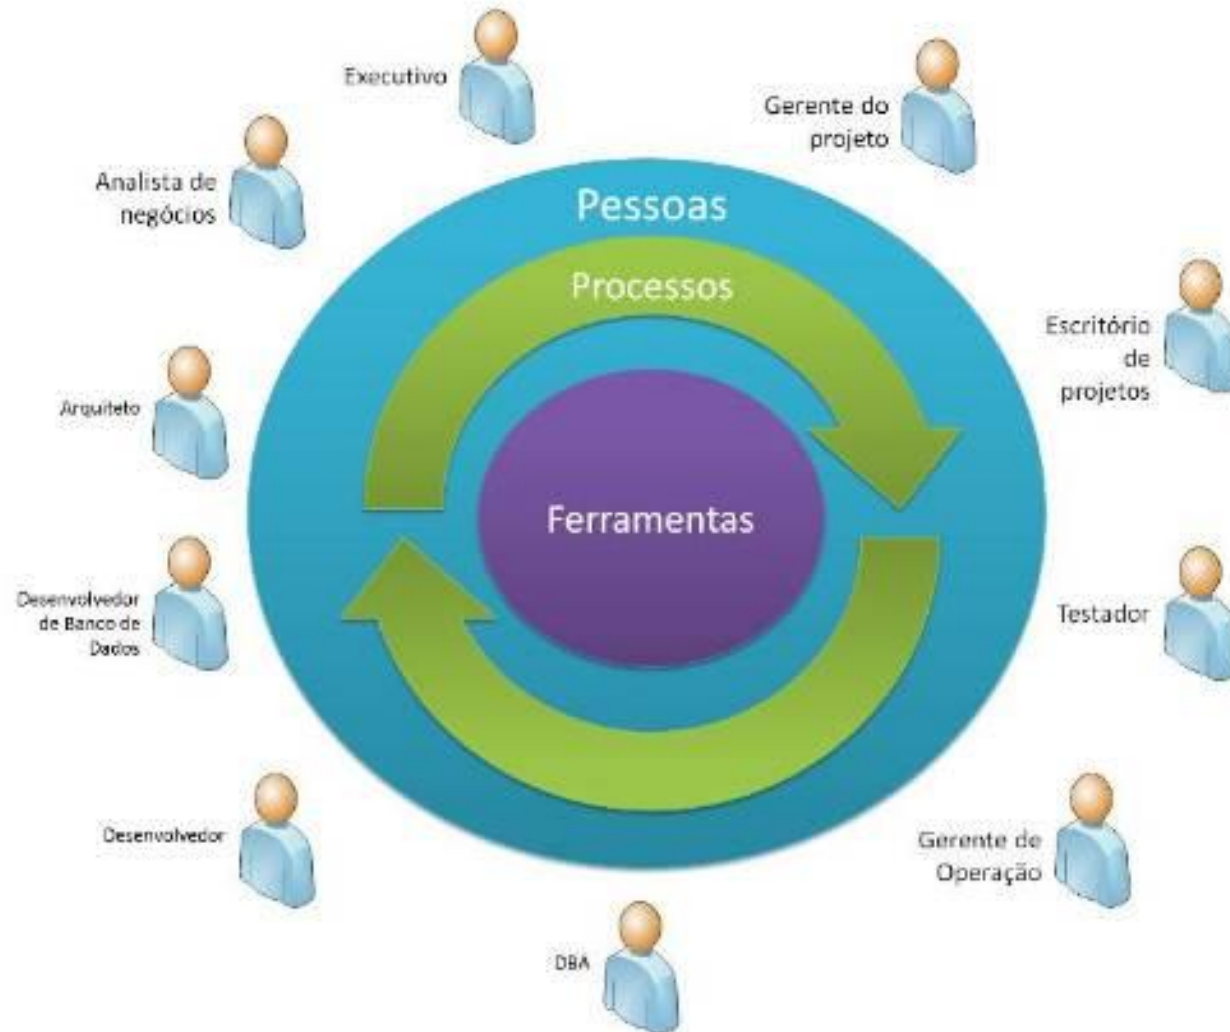 Executivo
Gerente do
projeto
Analista de
negócios
Pessoas
Processos
Escritório
de
projetos
Arquiteto
Ferramentas
Desenvolvedor
de Banco de
Dados
Testador
Desenvolvedor
Gerente de
Operação
DBA